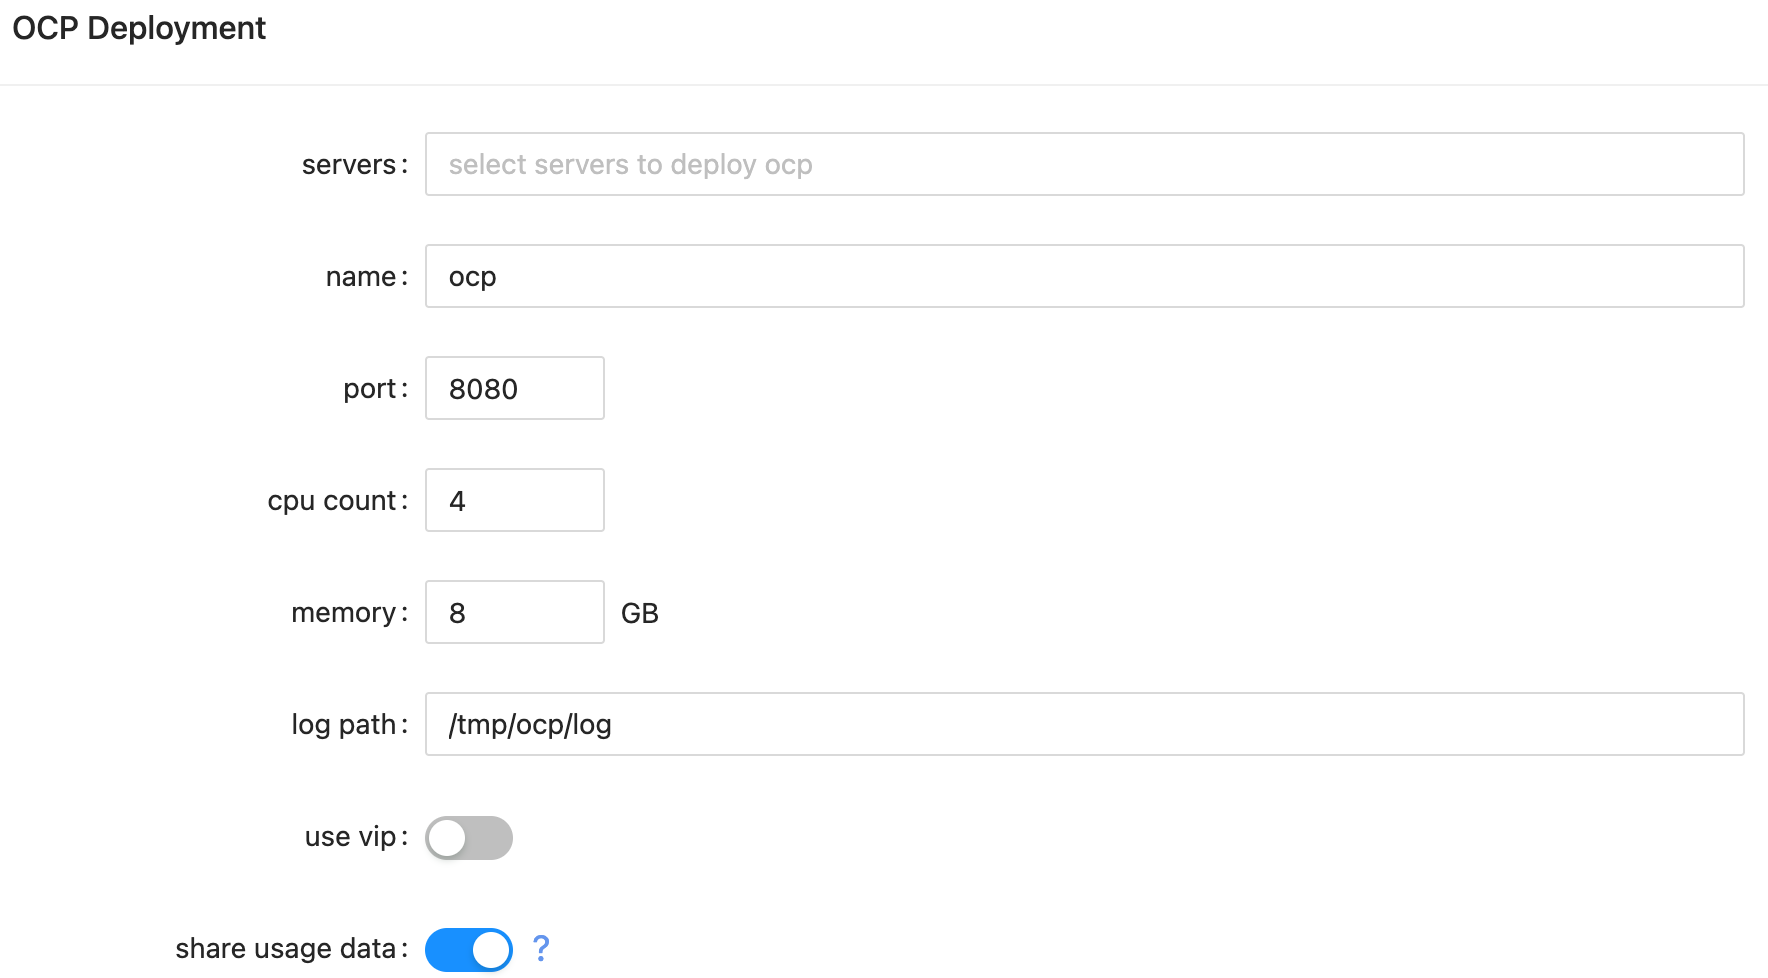 OCP Deployment
servers: select servers to deploy ocp
name: ocp
port: 8080
cpu count: 4
memory: 8 GB
log path: /tmp/ocp/log
use vip:
share usage data: ?